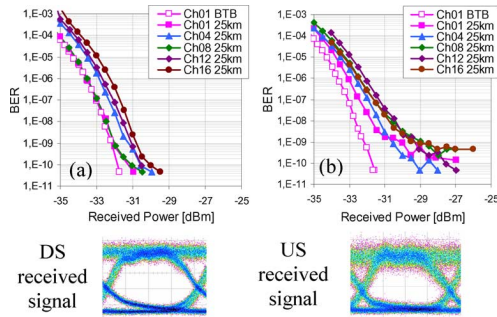 1,E-03
1,E-04
1,E-05
1,E-06
1,E-07
1,E-08
1,E-09
1,E-10
1,E-11
BER
-35 -33 -31 -29 -27 -25
Received Power [dBm]
Ch01 BTB
Ch01 25km
Ch04 25km
Ch08 25km
Ch12 25km
Ch16 25km
(a)
1,E-03
1,E-04
1,E-05
1,E-06
1,E-07
1,E-08
1,E-09
1,E-10
1,E-11
BER
-35 -33 -31 -29 -27 -25
Received Power [dBm]
Ch01 BTB
Ch01 25km
Ch04 25km
Ch08 25km
Ch12 25km
Ch16 25km
(b)
DS
received
signal
US
received
signal